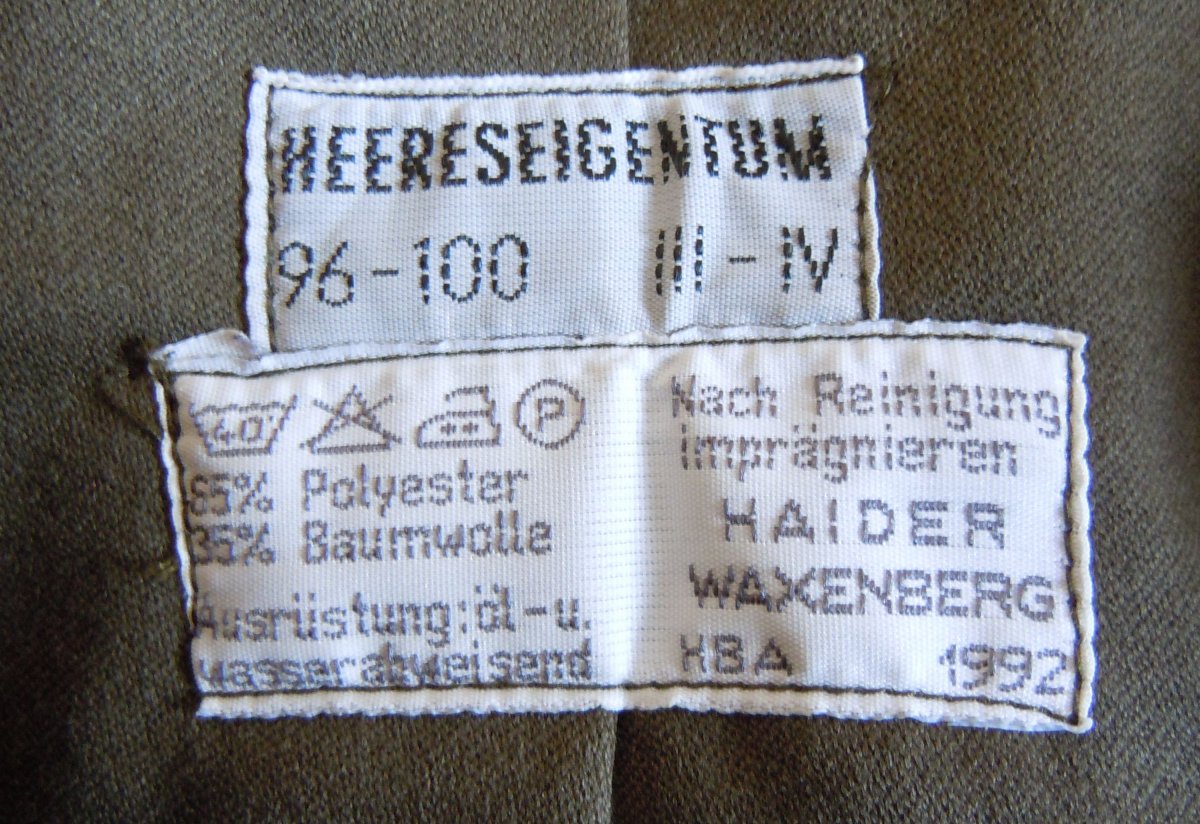 HEERESEIGENTUM
96-100 III-IV
40° P
65% Polyester
35% Baumwolle
Ausrüstung:öl-u.
wasserabweisend
Nach Reinigung
imprägnieren
HAIDER
WAXENBERG
HBA 1992